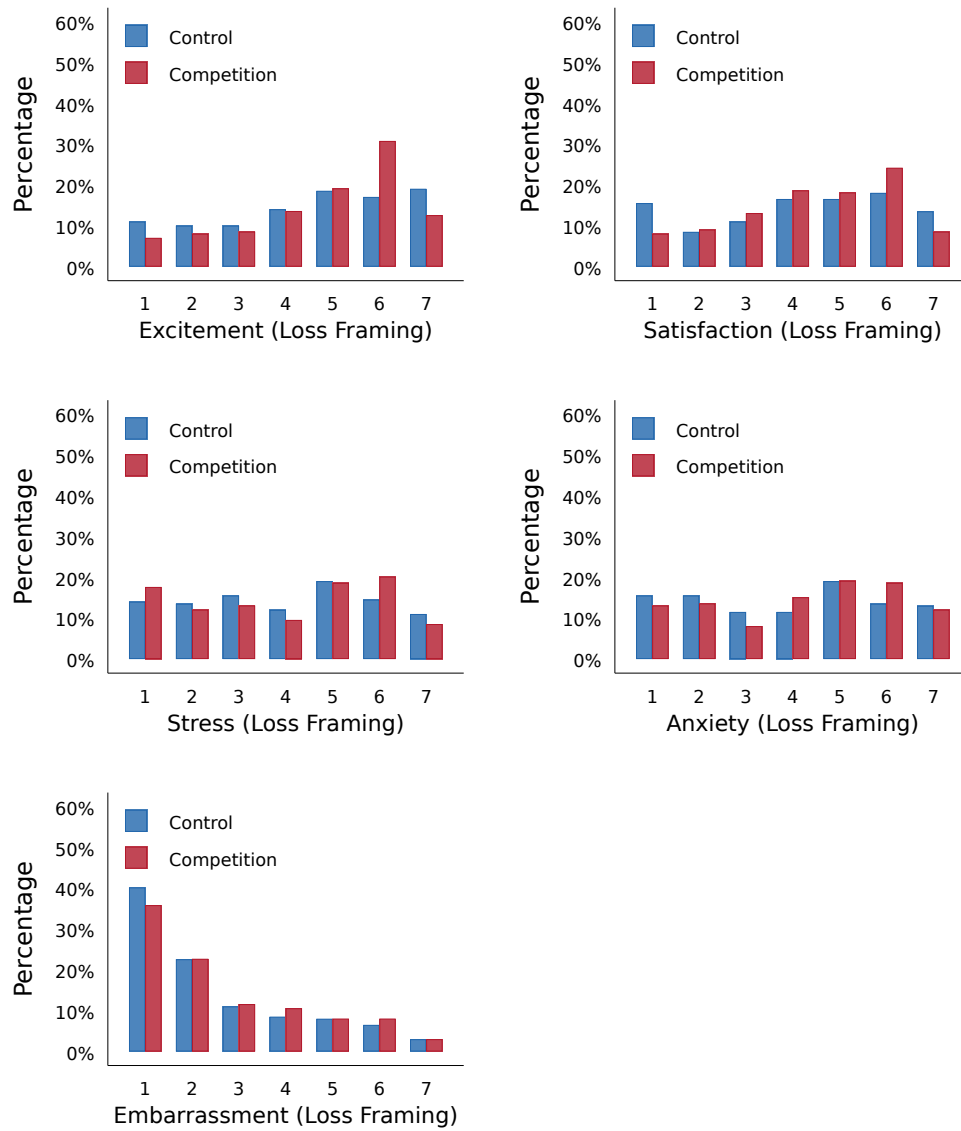 Percentage
60%
50%
40%
30%
20%
10%
0%
Control
Competition
1 2 3 4 5 6 7
Excitement (Loss Framing)
Percentage
60%
50%
40%
30%
20%
10%
0%
Control
Competition
1 2 3 4 5 6 7
Satisfaction (Loss Framing)
Percentage
60%
50%
40%
30%
20%
10%
0%
Control
Competition
1 2 3 4 5 6 7
Stress (Loss Framing)
Percentage
60%
50%
40%
30%
20%
10%
0%
Control
Competition
1 2 3 4 5 6 7
Anxiety (Loss Framing)
Percentage
60%
50%
40%
30%
20%
10%
0%
Control
Competition
1 2 3 4 5 6 7
Embarrassment (Loss Framing)